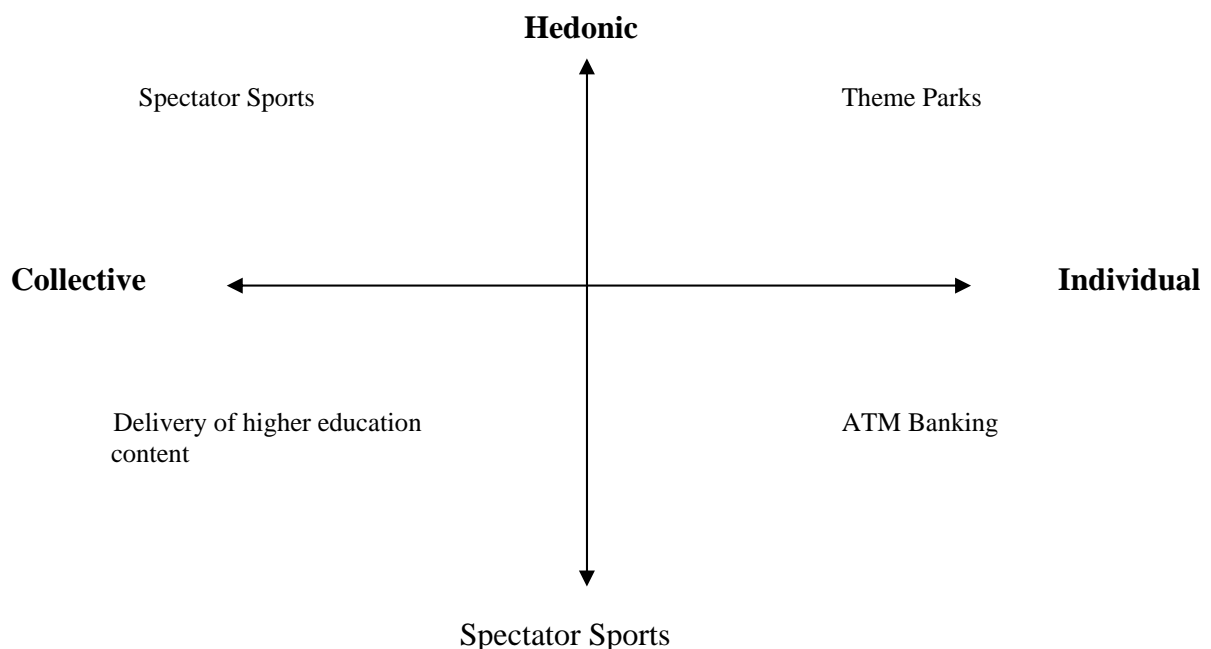 Hedonic
Spectator Sports
Theme Parks
Collective
Individual
Delivery of higher education
content
ATM Banking
Spectator Sports